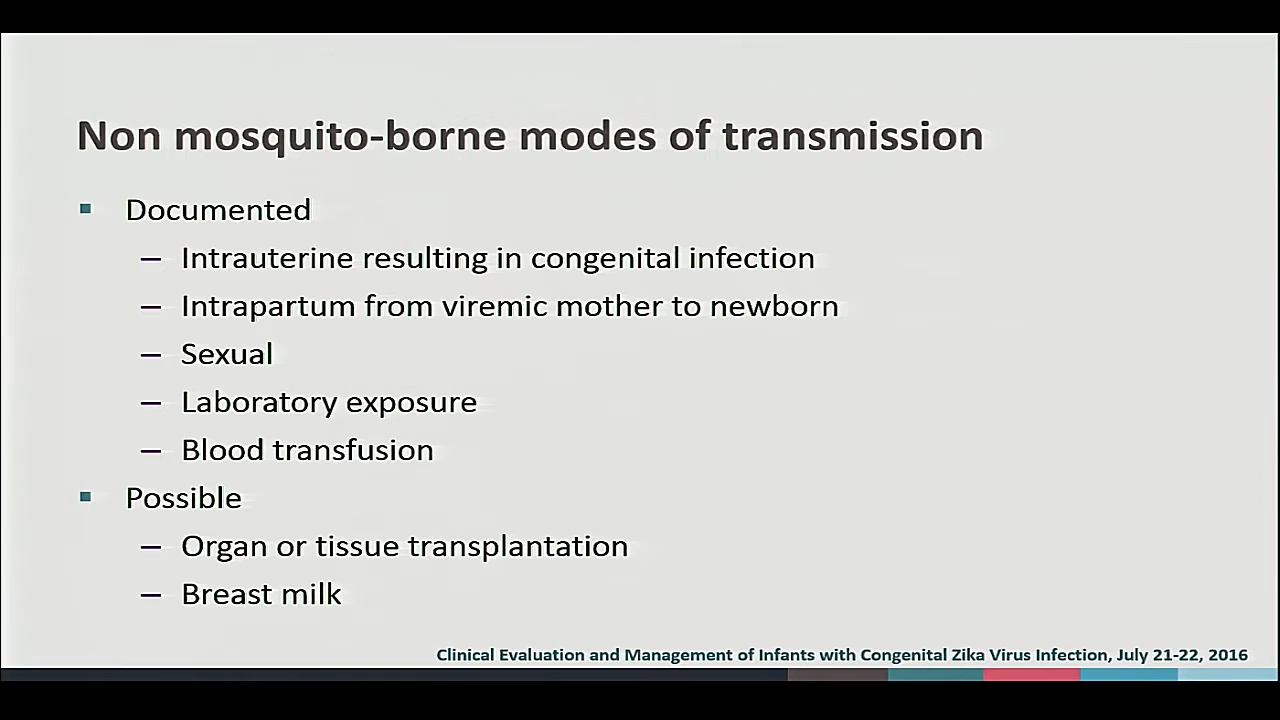 Non mosquito-borne modes of transmission
▪ Documented
– Intrauterine resulting in congenital infection
– Intrapartum from viremic mother to newborn
– Sexual
– Laboratory exposure
– Blood transfusion
▪ Possible
– Organ or tissue transplantation
– Breast milk
Clinical Evaluation and Management of Infants with Congenital Zika Virus Infection, July 21-22, 2016